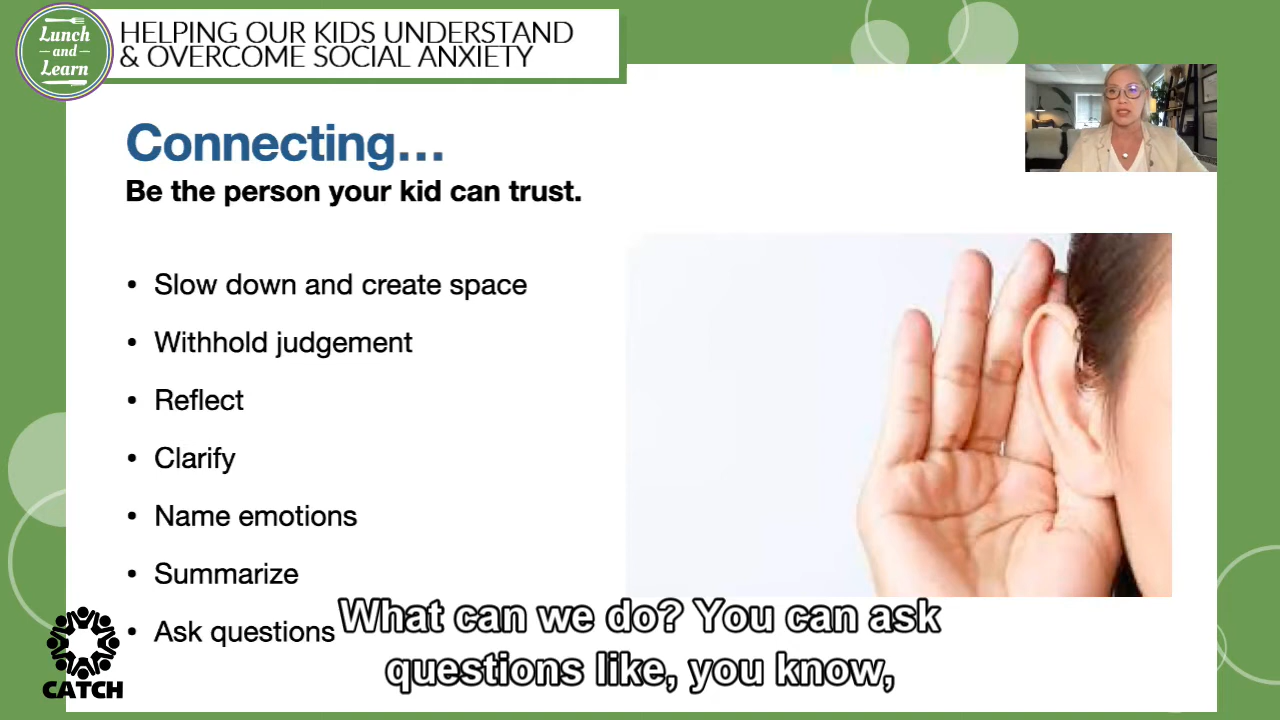 Lunch
and
Learn
HELPING OUR KIDS UNDERSTAND
& OVERCOME SOCIAL ANXIETY
Connecting...
Be the person your kid can trust.
• Slow down and create space
• Withhold judgement
• Reflect
• Clarify
• Name emotions
• Summarize
• Ask questions
What can we do? You can ask
questions like, you know,
CATCH